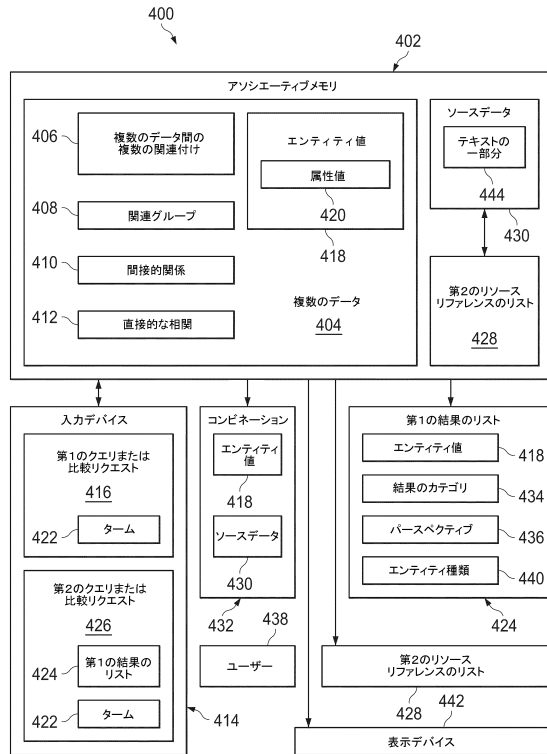 400
402
アソシエーティブメモリ
406
複数のデータ間の
複数の関連付け
408
関連グループ
410
間接的関係
412
直接的な相関
エンティティ値
属性値
420
418
複数のデータ
404
ソースデータ
テキストの
一部分
444
430
第2のリソース
リファレンスのリスト
428
入力デバイス
第1のクエリまたは
比較リクエスト
416
422
ターム
第2のクエリまたは
比較リクエスト
426
424
第1の結果の
リスト
422
ターム
414
コンビネーション
エンティティ
値
418
ソースデータ
430
432
438
ユーザー
第1の結果のリスト
エンティティ値
418
結果のカテゴリ
434
パースペクティブ
436
エンティティ種類
440
424
第2のリソース
リファレンスのリスト
428
442
表示デバイス